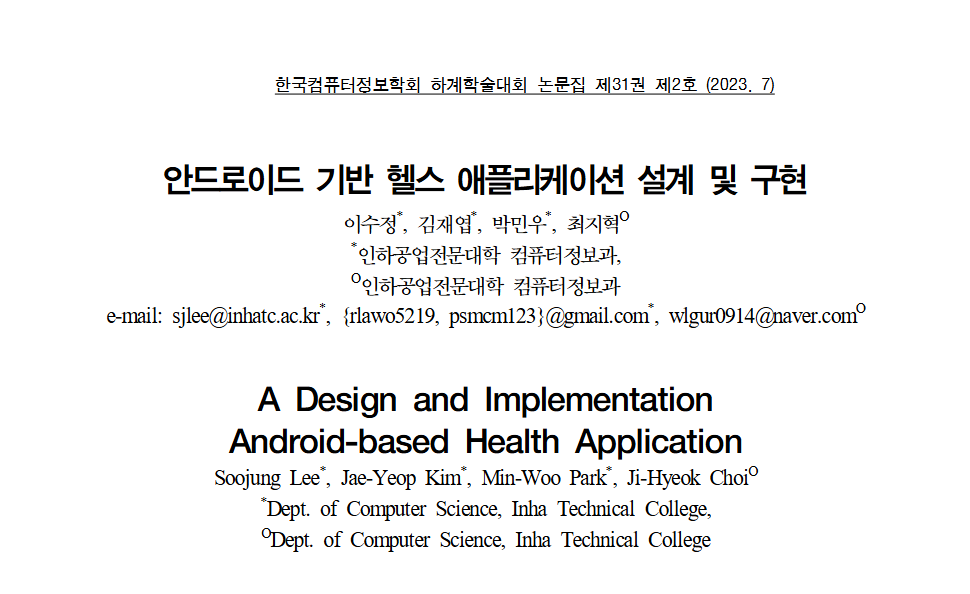 한국컴퓨터정보학회 하계학술대회 논문집 제31권 제2호 (2023. 7)
안드로이드 기반 헬스 애플리케이션 설계 및 구현
이수정*, 김재엽*, 박민우*, 최지혁O
*인하공업전문대학 컴퓨터정보과,
O인하공업전문대학 컴퓨터정보과
e-mail: sjlee@inhatc.ac.kr*, {rlawo5219, psmcm123}@gmail.com*, wlgur0914@naver.comO
A Design and Implementation
Android-based Health Application
Soojung Lee*, Jae-Yeop Kim*, Min-Woo Park*, Ji-Hyeok ChoiO
*Dept. of Computer Science, Inha Technical College,
ODept. of Computer Science, Inha Technical College